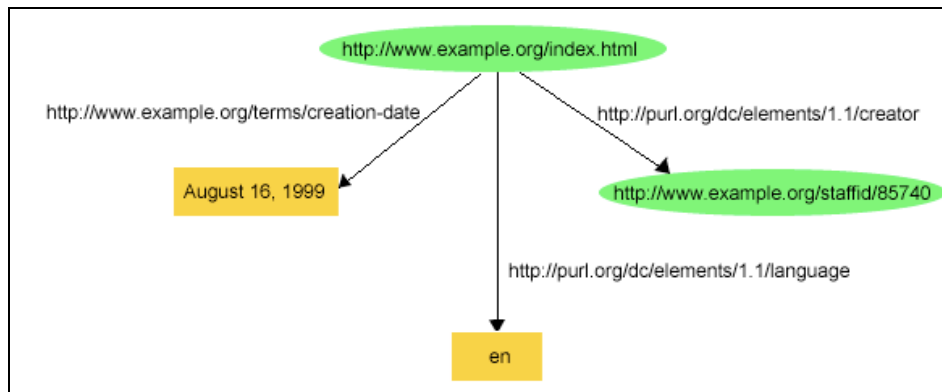 http://www.example.org/index.html
http://www.example.org/terms/creation-date
http://purl.org/dc/elements/1.1/creator
August 16, 1999
http://www.example.org/staffid/85740
http://purl.org/dc/elements/1.1/language
en